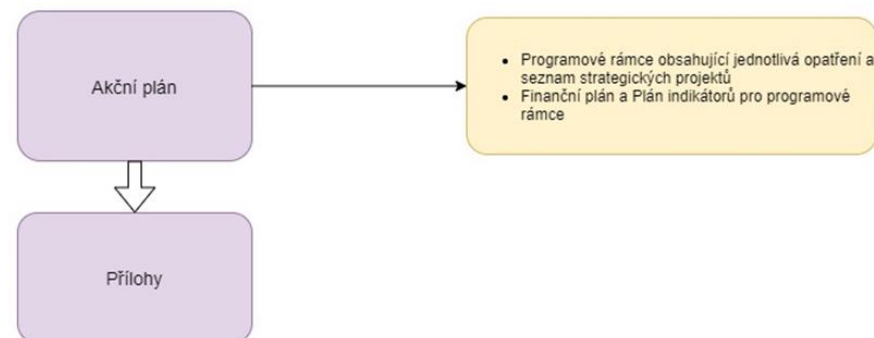 Akční plán
• Programové rámce obsahující jednotlivá opatření a
seznam strategických projektů
• Finanční plán a Plán indikátorů pro programové
rámce
Přílohy